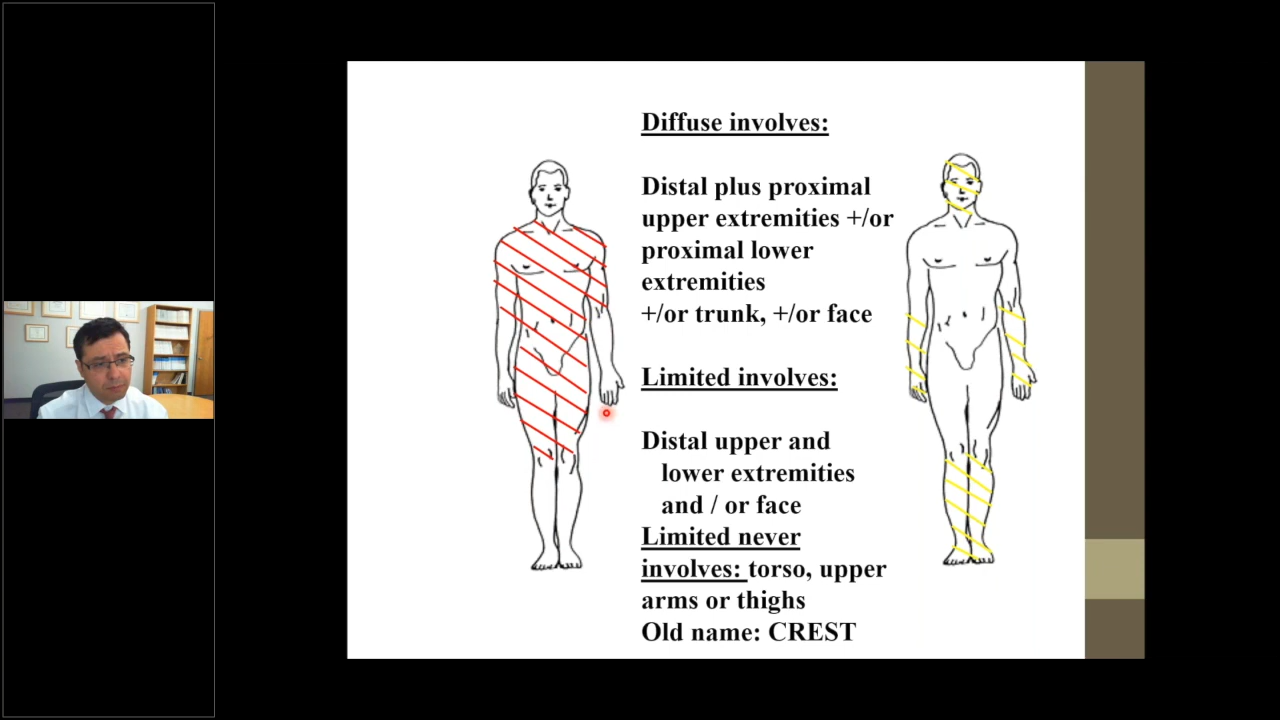 Diffuse involves:
Distal plus proximal
upper extremities +/or
proximal lower
extremities
+/or trunk, +/or face
Limited involves:
Distal upper and
lower extremities
and / or face
Limited never
involves: torso, upper
arms or thighs
Old name: CREST